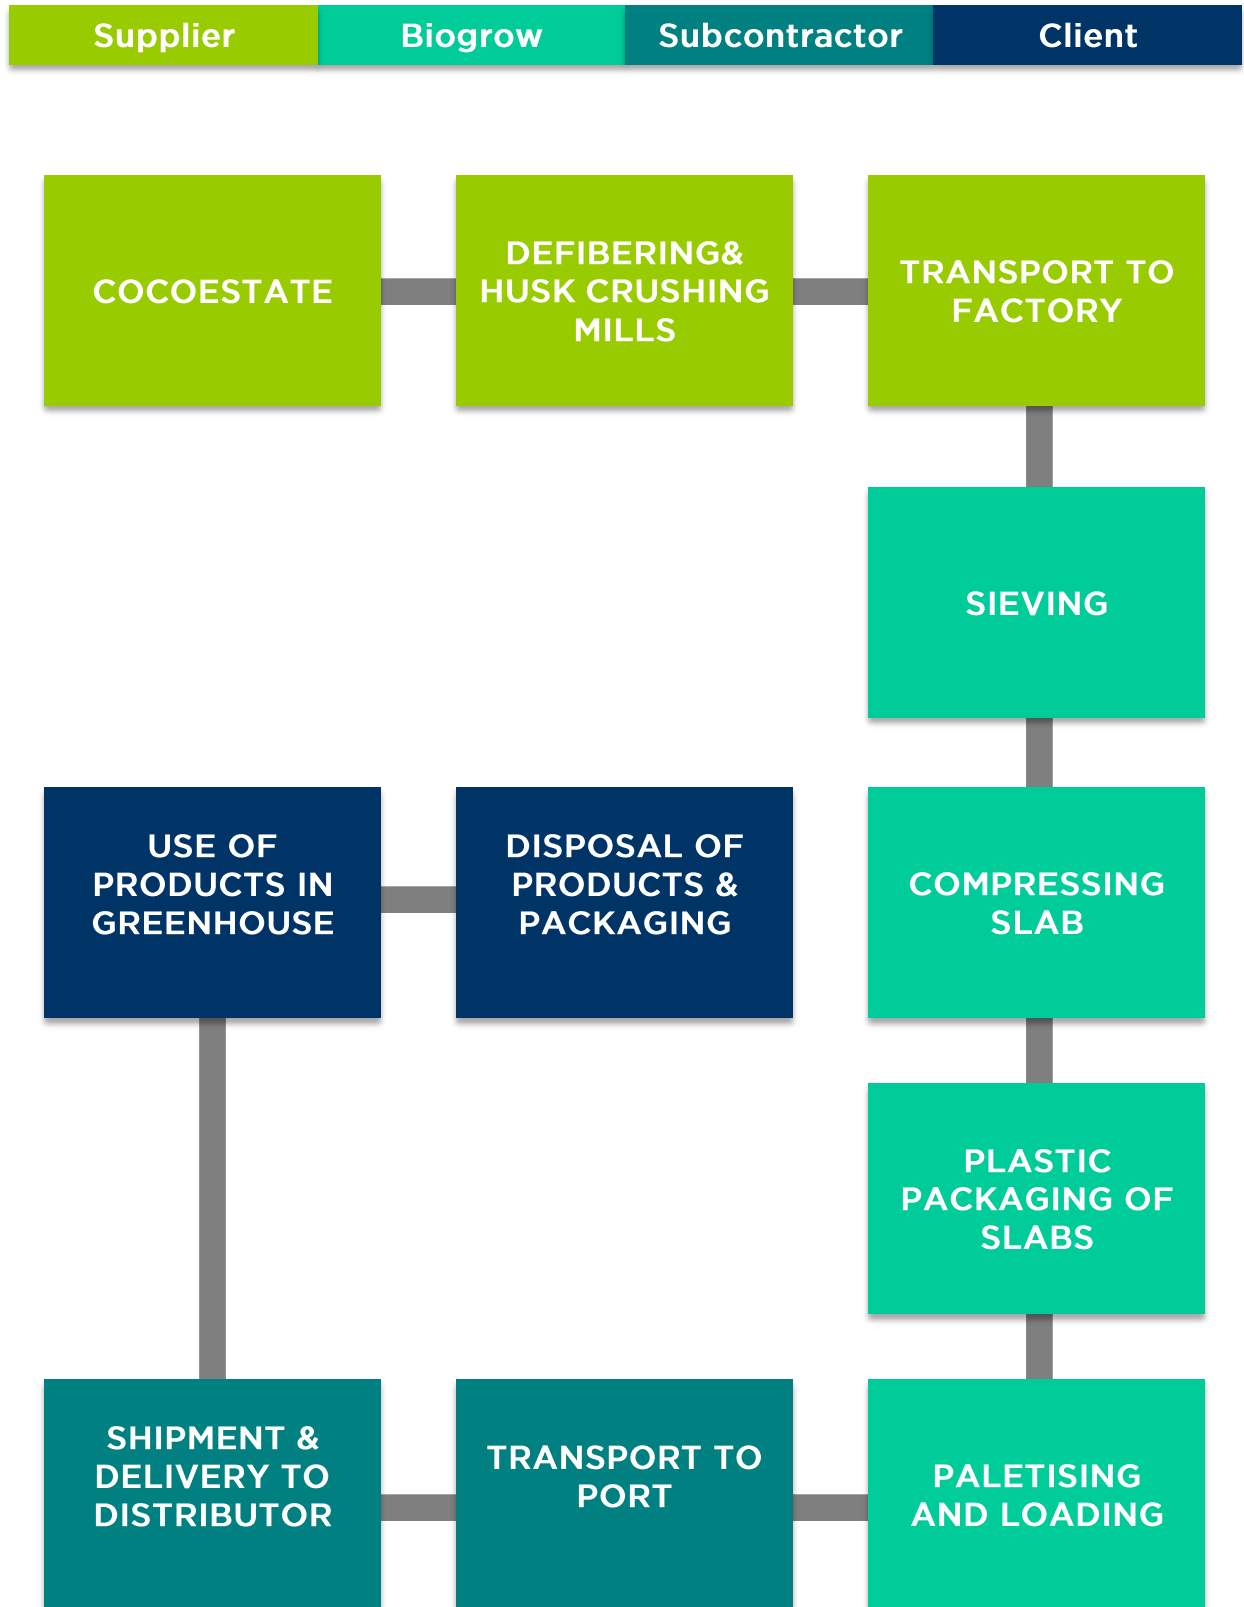 Supplier
Biogrow
Subcontractor
Client
COCOESTATE
DEFIBERING&
HUSK CRUSHING
MILLS
TRANSPORT TO
FACTORY
SIEVING
USE OF
PRODUCTS IN
GREENHOUSE
DISPOSAL OF
PRODUCTS &
PACKAGING
COMPRESSING
SLAB
PLASTIC
PACKAGING OF
SLABS
SHIPMENT &
DELIVERY TO
DISTRIBUTOR
TRANSPORT TO
PORT
PALETISING
AND LOADING